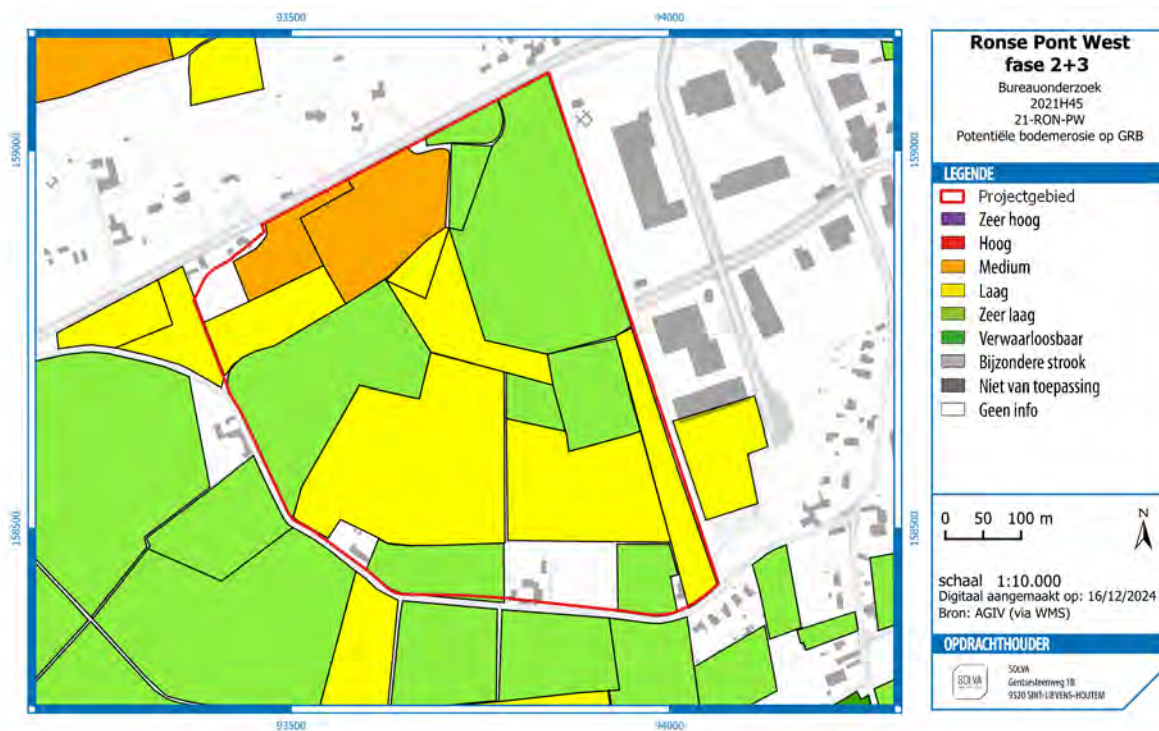 93500
94000
159000
159000
158500
158500
93500
94000
Ronse Pont West
fase 2+3
Bureauonderzoek
2021H45
21-RON-PW
Potentiële bodemerosie op GRB
LEGENDE
Projectgebied
Zeer hoog
Hoog
Medium
Laag
Zeer laag
Verwaarloosbaar
Bijzondere strook
Niet van toepassing
Geen info
0 50 100 m
N
schaal 1:10.000
Digitaal aangemaakt op: 16/12/2024
Bron: AGIV (via WMS)
OPDRACHTHOUDER
SOLVA
SOLVA
Gentsesteenweg 1B
9520 SINT-LIEVENS-HOUTEM